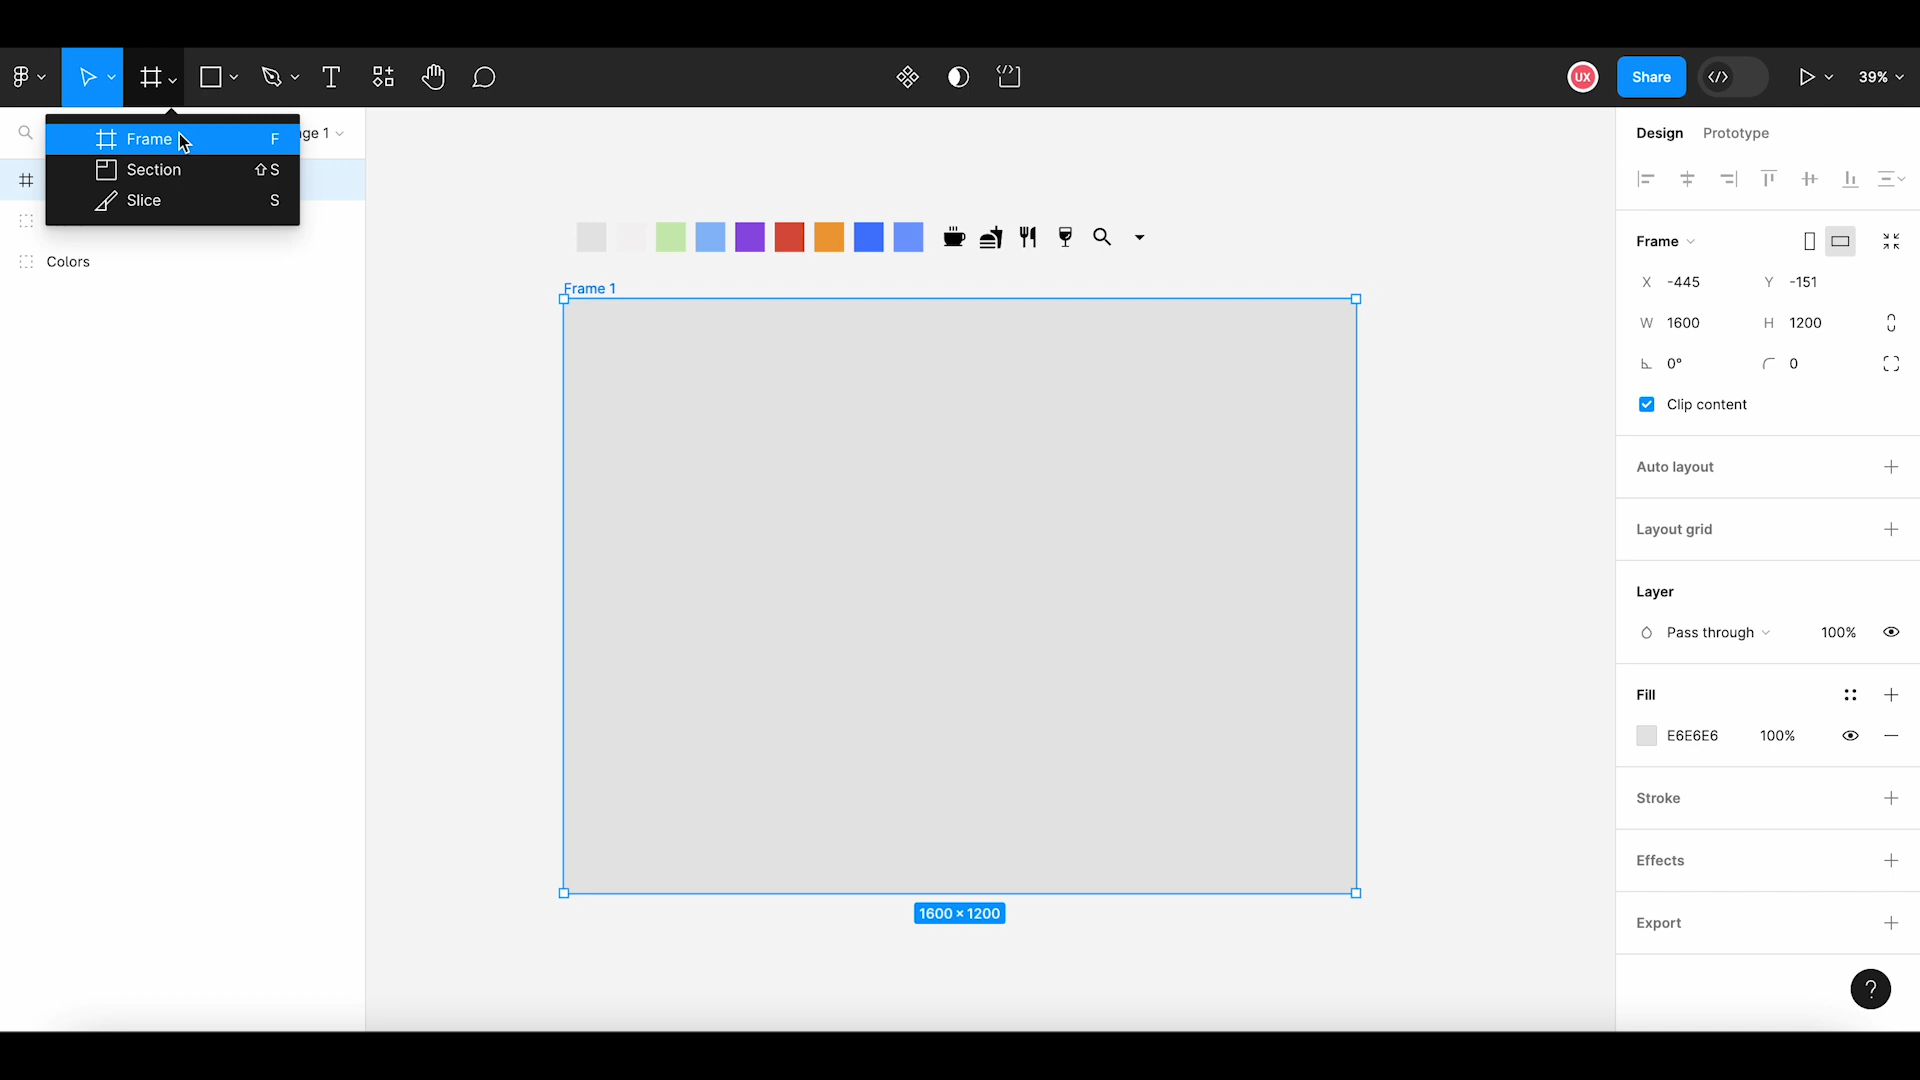 UX
Share
39%
Frame F
Section ⇧S
Slice S
ge 1
Colors
Frame 1
1600 × 1200
Design Prototype
Frame
X -445 Y -151
W 1600 H 1200
0° 0
Clip content
Auto layout
Layout grid
Layer
Pass through 100%
Fill
E6E6E6 100%
Stroke
Effects
Export
?